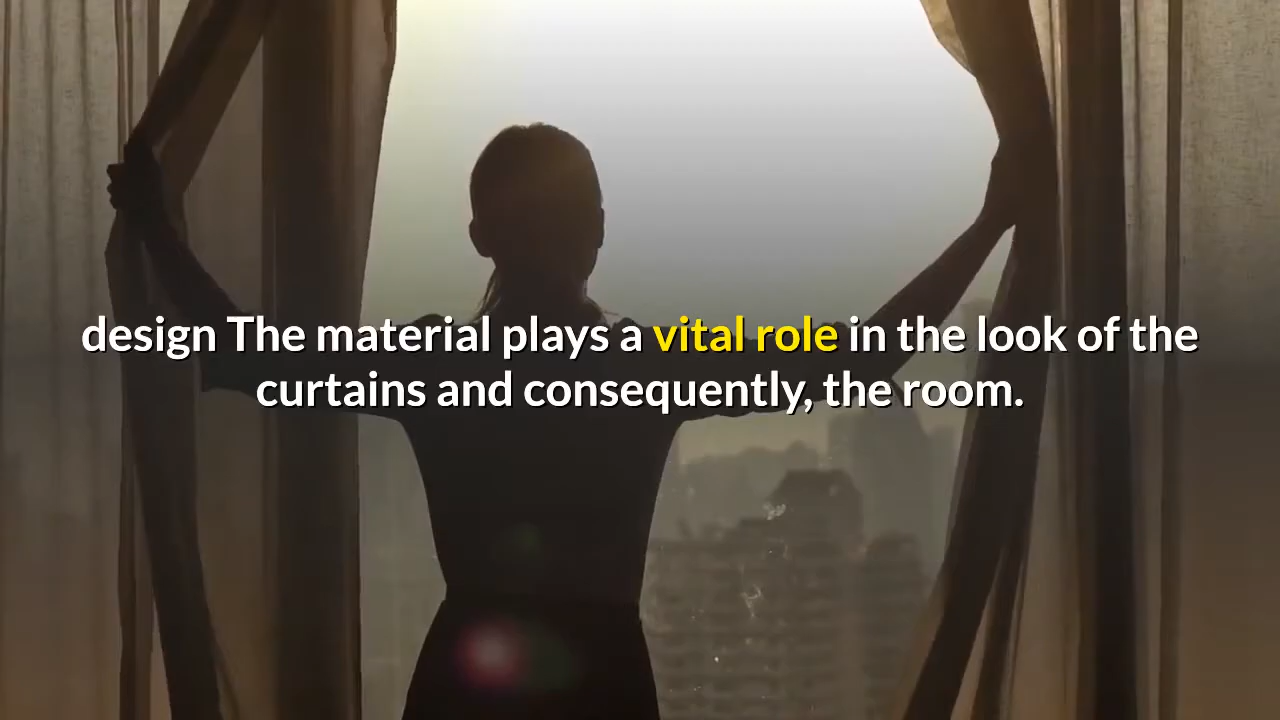 design The material plays a vital role in the look of the
curtains and consequently, the room.